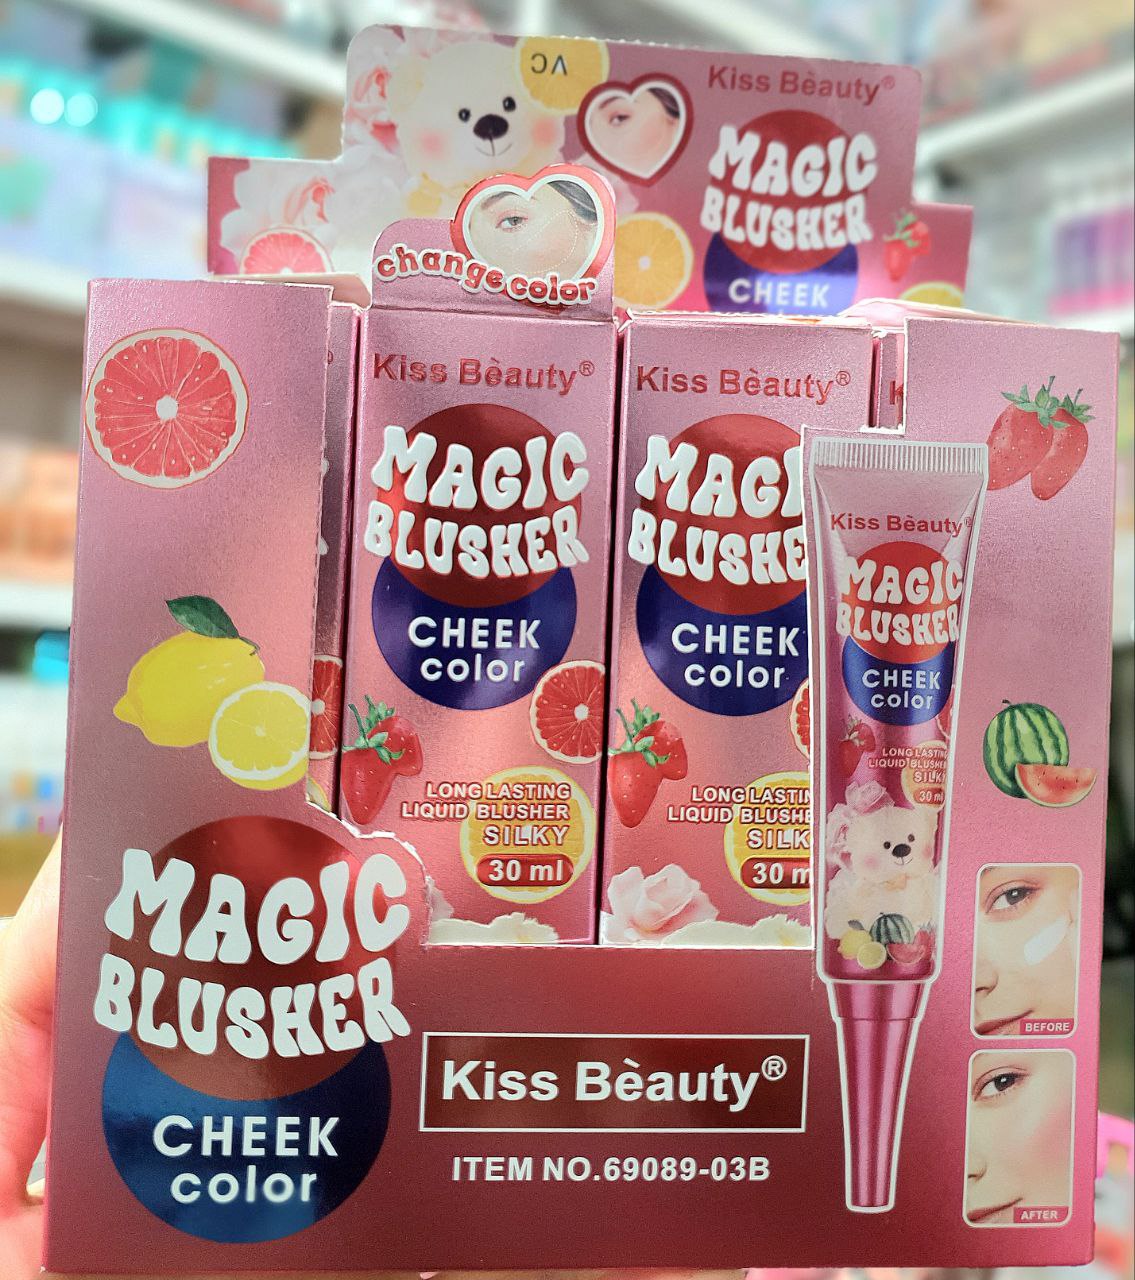 VC
Kiss Bèauty®
MAGIC
BLUSHER
CHEEK
change color
Kiss Bèauty®
MAGIC
BLUSHER
CHEEK
color
LONG LASTING
LIQUID BLUSHER
SILKY
30 ml
Kiss Bèauty®
MAGI
BLUSHE
CHEEK
color
LONG LASTIN
LIQUID BLUSHE
SILK
30 m
K
Kiss Bèauty®
MAGIC
BLUSHER
CHEEK
color
LONG LASTING
LIQUID BLUSHER
SILKY
30 ml
MAGIC
BLUSHER
CHEEK
color
Kiss Bèauty®
ITEM NO.69089-03B
BEFORE
AFTER